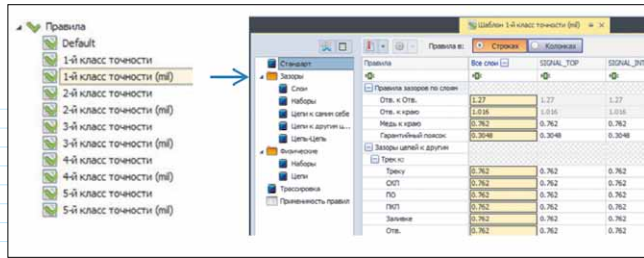 Правила
Default
1-й класс точности
1-й класс точности (mil)
2-й класс точности
2-й класс точности (mil)
3-й класс точности
3-й класс точности (mil)
4-й класс точности
4-й класс точности (mil)
5-й класс точности
5-й класс точности (mil)
Шаблон 1-й класс точности (mil)
Правила в: Строках Колонках
Стандарт
Зазоры
Слои
Наборы
Цепи к самим себе
Цепи к другим ц...
Цепь-Цепь
Физические
Наборы
Цепи
Трассировка
Применимость правил
Правила Все слои SIGNAL_TOP SIGNAL_INT
Правила зазоров по слоям
Отв. к Отв. 1.27 1.27 1.27
Отв. к краю 1.016 1.016 1.016
Медь к краю 0.762 0.762 0.762
Гарантийный поясок 0.3048 0.3048 0.3048
Зазоры цепей к другим
Трек к:
Треку 0.762 0.762 0.762
СКП 0.762 0.762 0.762
ПО 0.762 0.762 0.762
ПКП 0.762 0.762 0.762
Заливке 0.762 0.762 0.762
Отв. 0.762 0.762 0.762